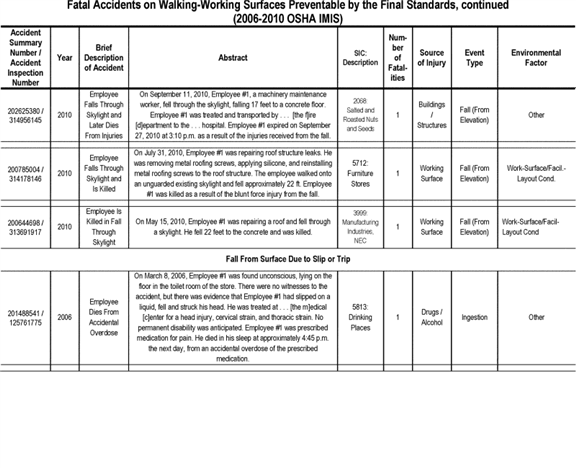 Fatal Accidents on Walking-Working Surfaces Preventable by the Final Standards, continued
(2006-2010 OSHA IMIS)
Accident
Summary
Number /
Accident
Inspection
Number
Year
Brief
Description
of Accident
Abstract
SIC:
Description
Num-
ber
of
Fatal-
ities
Source
of Injury
Event
Type
Environmental
Factor
202625380 /
314956145
2010
Employee
Falls Through
Skylight and
Later Dies
From Injuries
On September 11, 2010, Employee #1, a machinery maintenance
worker, fell through the skylight, falling 17 feet to a concrete floor.
Employee #1 was treated and transported by . . . [the f]ire
[d]epartment to the . . . hospital. Employee #1 expired on September
27, 2010 at 3:10 p.m. as a result of the injuries received from the fall.
2068:
Salted and
Roasted Nuts
and Seeds
1
Buildings
/
Structures
Fall (From
Elevation)
Other
200785004 /
314178146
2010
Employee
Falls Through
Skylight and
Is Killed
On July 31, 2010, Employee #1 was repairing roof structure leaks. He
was removing metal roofing screws, applying silicone, and reinstalling
metal roofing screws to the roof structure. The employee walked onto
an unguarded existing skylight and fell approximately 22 ft. Employee
#1 was killed as a result of the blunt force injury from the fall.
5712:
Furniture
Stores
1
Working
Surface
Fall (From
Elevation)
Work-Surface/Facil.-
Layout Cond.
200644698 /
313691917
2010
Employee Is
Killed in Fall
Through
Skylight
On May 15, 2010, Employee #1 was repairing a roof and fell through
a skylight. He fell 22 feet to the concrete and was killed.
3999:
Manufacturing
Industries,
NEC
1
Working
Surface
Fall (From
Elevation)
Work-Surface/Facil-
Layout Cond
Fall From Surface Due to Slip or Trip
201488541 /
125761775
2006
Employee
Dies From
Accidental
Overdose
On March 8, 2006, Employee #1 was found unconscious, lying on the
floor in the toilet room of the store. There were no witnesses to the
accident, but there was evidence that Employee #1 had slipped on a
liquid, fell and struck his head. He was treated at . . . [the m]edical
[c]enter for a head injury, cervical strain, and thoracic strain. No
permanent disability was anticipated. Employee #1 was prescribed
medication for pain. He died in his sleep at approximately 4:45 p.m.
the next day, from an accidental overdose of the prescribed
medication.
5813:
Drinking
Places
1
Drugs /
Alcohol
Ingestion
Other